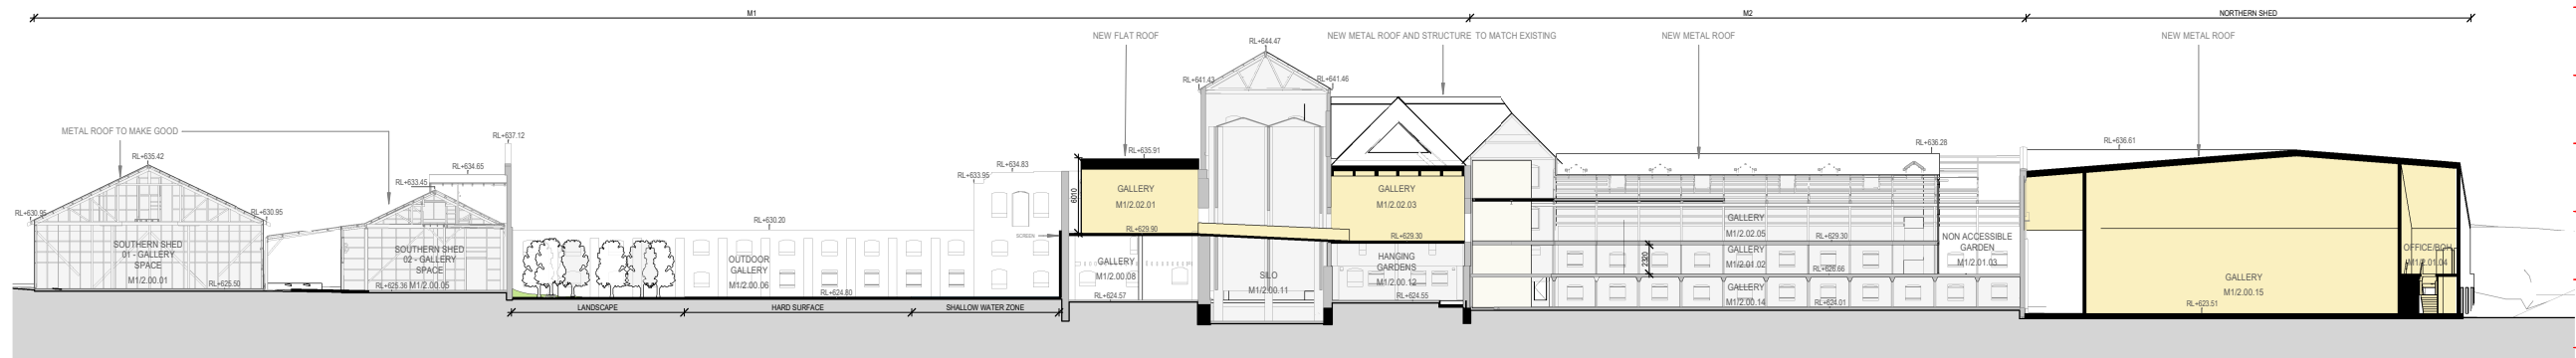 M1
M2
NORTHERN SHED
NEW FLAT ROOF
RL+644.47
NEW METAL ROOF AND STRUCTURE TO MATCH EXISTING
NEW METAL ROOF
NEW METAL ROOF
RL+641.43
RL+641.46
METAL ROOF TO MAKE GOOD
RL+637.12
RL+635.42
RL+634.65
RL+633.45
RL+634.83
RL+633.95
RL+635.91
RL+636.28
RL+636.61
RL+630.95
RL+630.95
RL+630.20
6010
GALLERY
M1/2.02.01
RL+629.90
GALLERY
M1/2.02.03
RL+629.30
SCREEN
SOUTHERN SHED
01 - GALLERY
SPACE
M1/2.00.01
RL+625.50
SOUTHERN SHED
02 - GALLERY
SPACE
M1/2.00.05
RL+625.36
OUTDOOR
GALLERY
M1/2.00.06
RL+624.80
GALLERY
M1/2.00.08
RL+624.57
SILO
M1/2.00.11
HANGING
GARDENS
M1/2.00.12
RL+624.55
GALLERY
M1/2.02.05
RL+629.30
2320
GALLERY
M1/2.01.02
RL+626.66
GALLERY
M1/2.00.14
RL+624.01
NON ACCESSIBLE
GARDEN
M1/2.01.03
GALLERY
M1/2.00.15
RL+623.51
OFFICE/BOH
M1/2.01.04
LANDSCAPE
HARD SURFACE
SHALLOW WATER ZONE